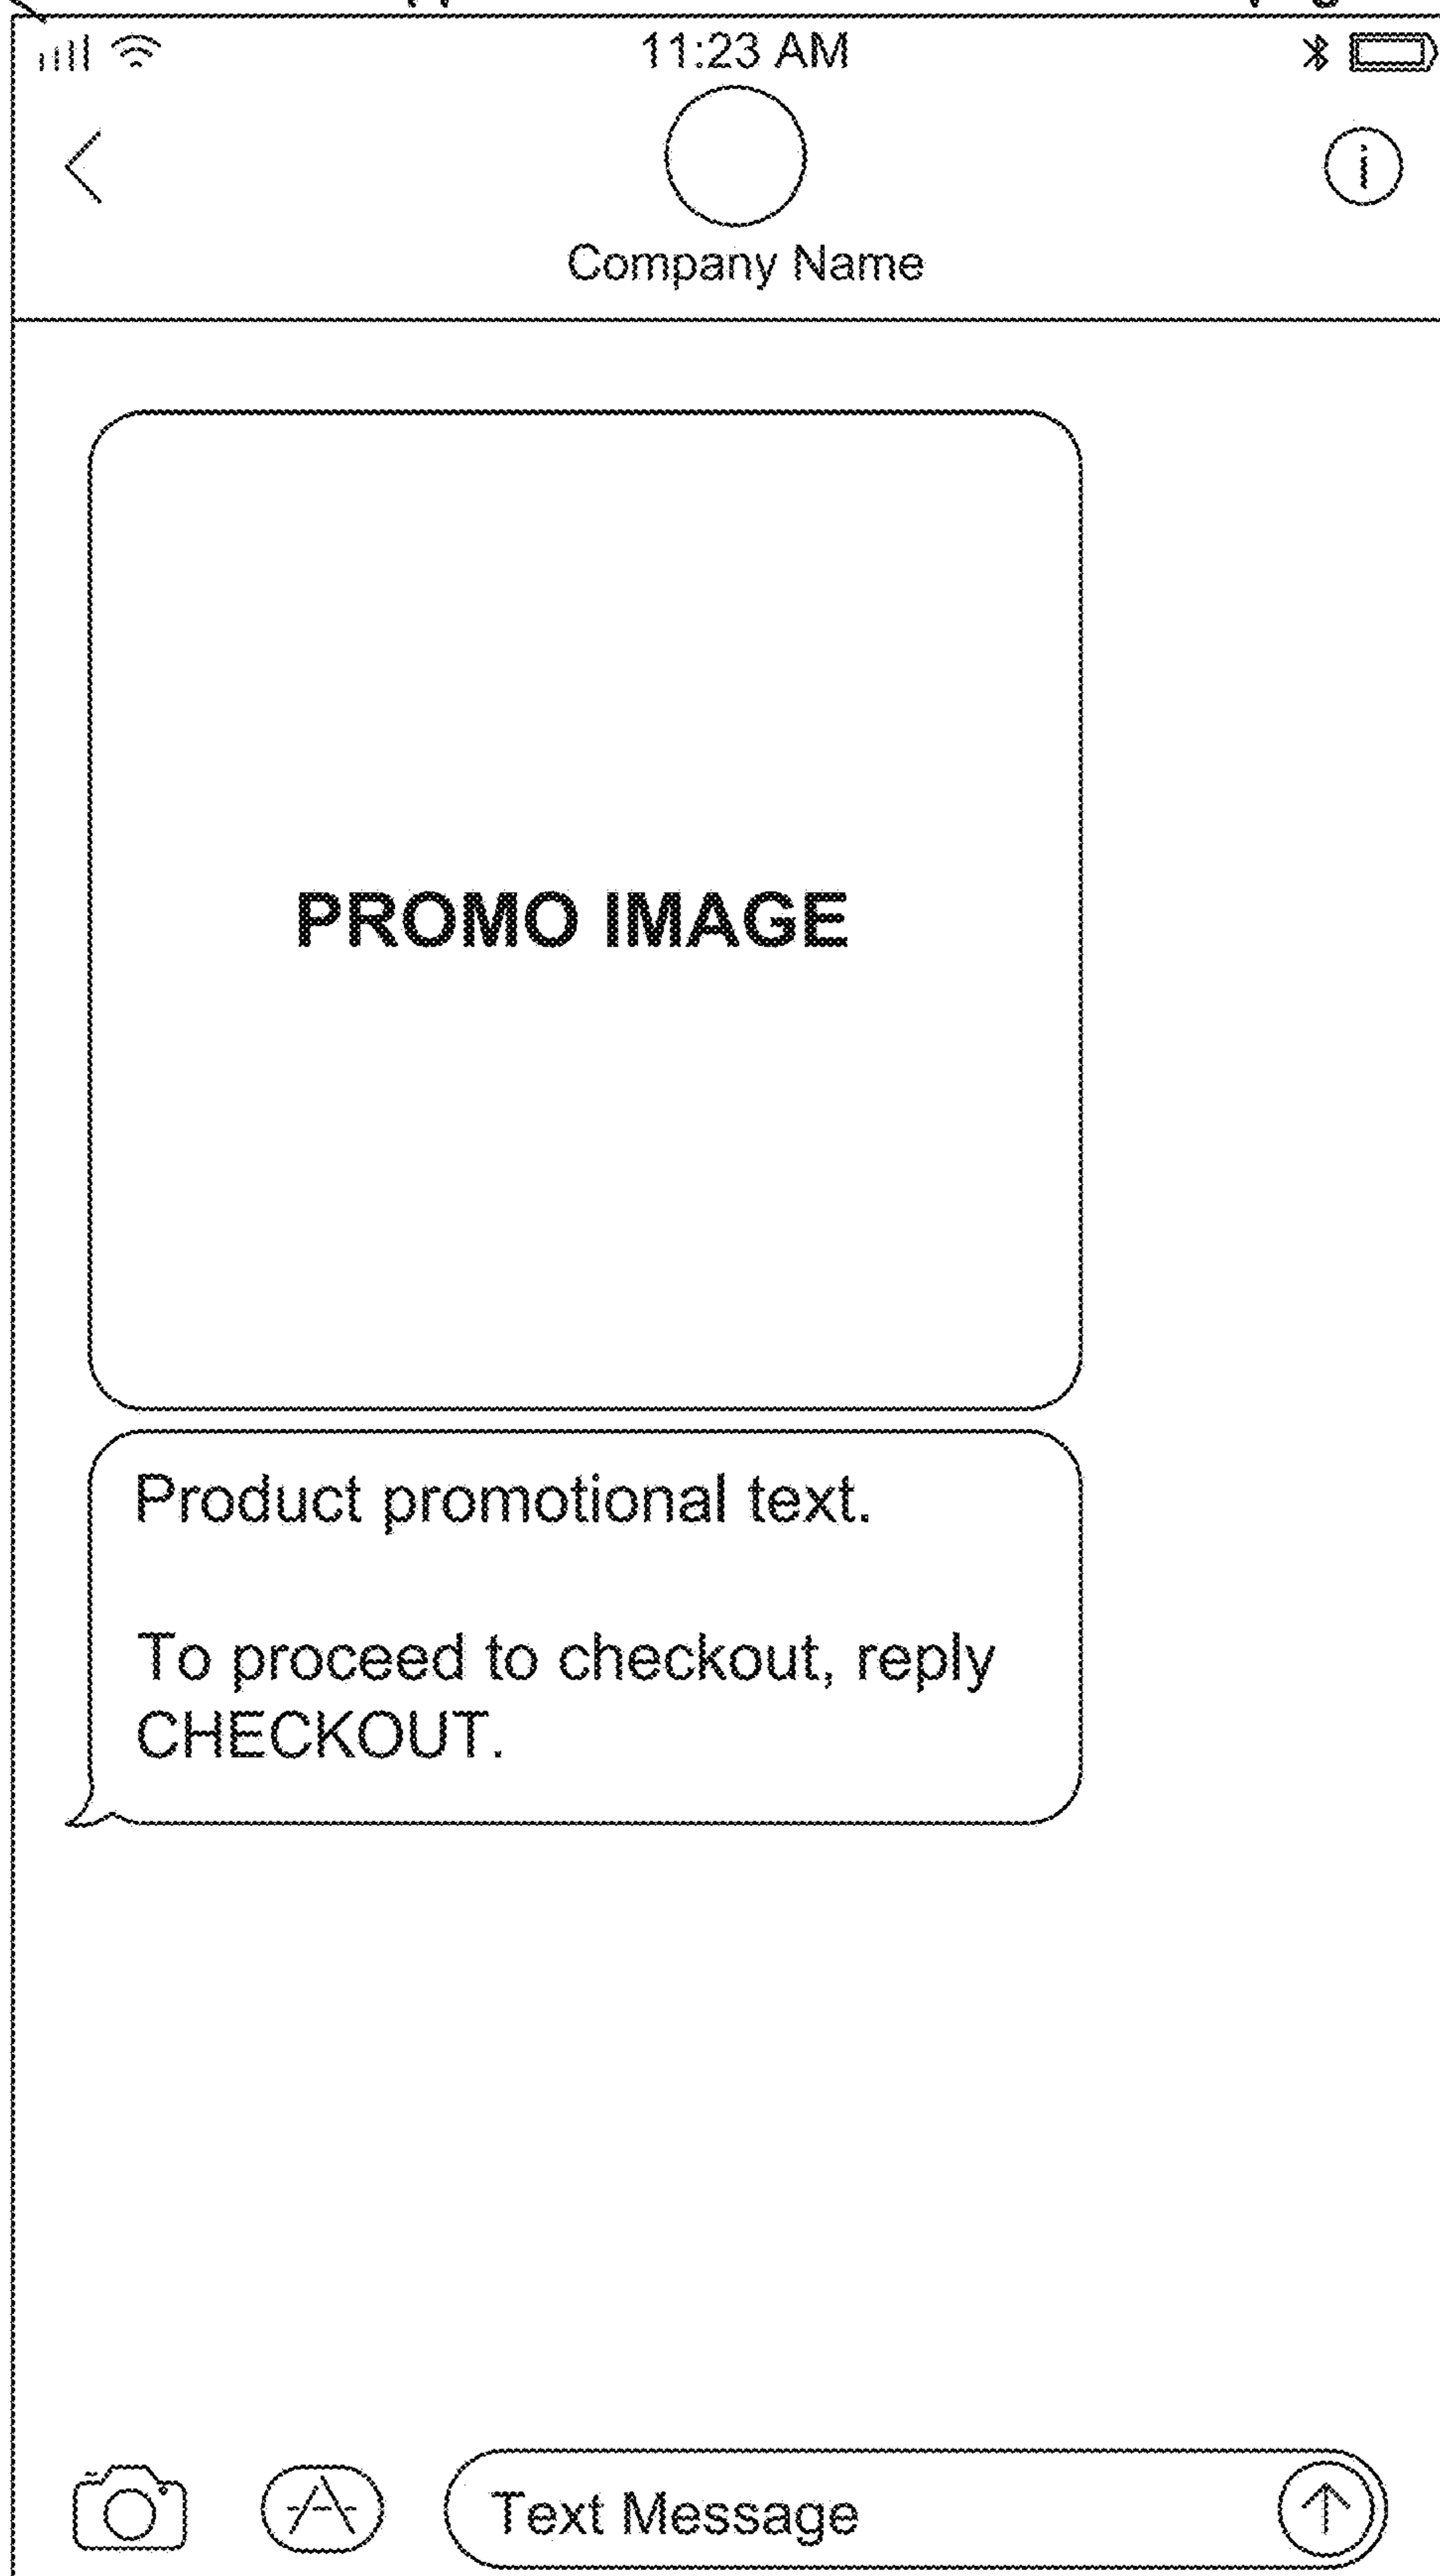 11:23 AM
i
Company Name
PROMO IMAGE
Product promotional text.
To proceed to checkout, reply
CHECKOUT.
Text Message